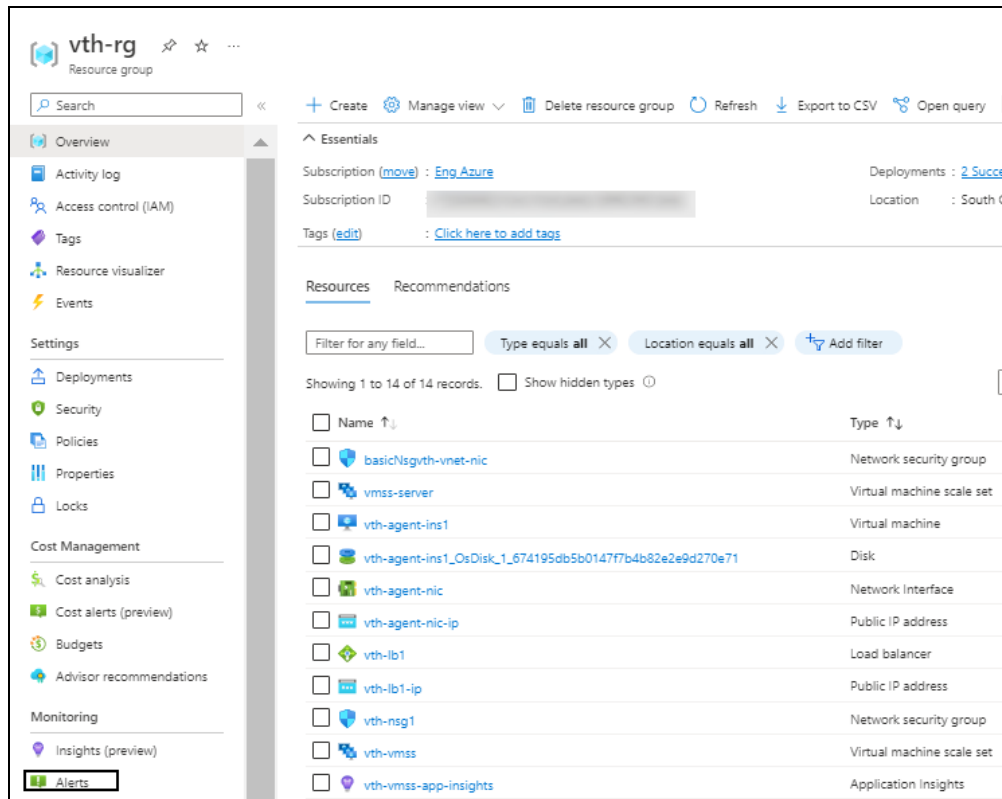 vth-rg
Resource group
Search
Create Manage view Delete resource group Refresh Export to CSV Open query
Overview
Activity log
Access control (IAM)
Tags
Resource visualizer
Events
Settings
Deployments
Security
Policies
Properties
Locks
Cost Management
Cost analysis
Cost alerts (preview)
Budgets
Advisor recommendations
Monitoring
Insights (preview)
Alerts
Essentials
Subscription (move) : Eng Azure
Deployments : 2 Succe
Subscription ID
Location : South
Tags (edit) : Click here to add tags
Resources Recommendations
Filter for any field... Type equals all Location equals all Add filter
Showing 1 to 14 of 14 records. Show hidden types
Name Type
basicNsgvth-vnet-nic Network security group
vmss-server Virtual machine scale set
vth-agent-ins1 Virtual machine
vth-agent-ins1_OsDisk_1_674195db5b0147f7b4b82e2e9d270e71 Disk
vth-agent-nic Network Interface
vth-agent-nic-ip Public IP address
vth-lb1 Load balancer
vth-lb1-ip Public IP address
vth-nsg1 Network security group
vth-vmss Virtual machine scale set
vth-vmss-app-insights Application Insights